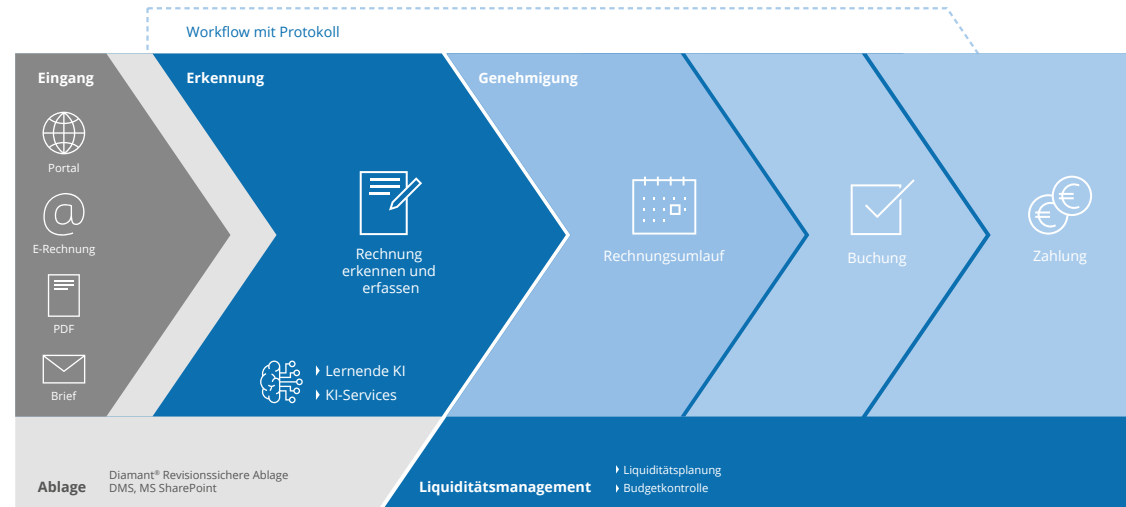 Workflow mit Protokoll
Eingang
Portal
E-Rechnung
PDF
Brief
Erkennung
Rechnung
erkennen und
erfassen
Lernende KI
KI-Services
Genehmigung
Rechnungsumlauf
Buchung
Zahlung
Ablage
Diamant® Revisionssichere Ablage
DMS, MS SharePoint
Liquiditätsmanagement
Liquiditätsplanung
Budgetkontrolle